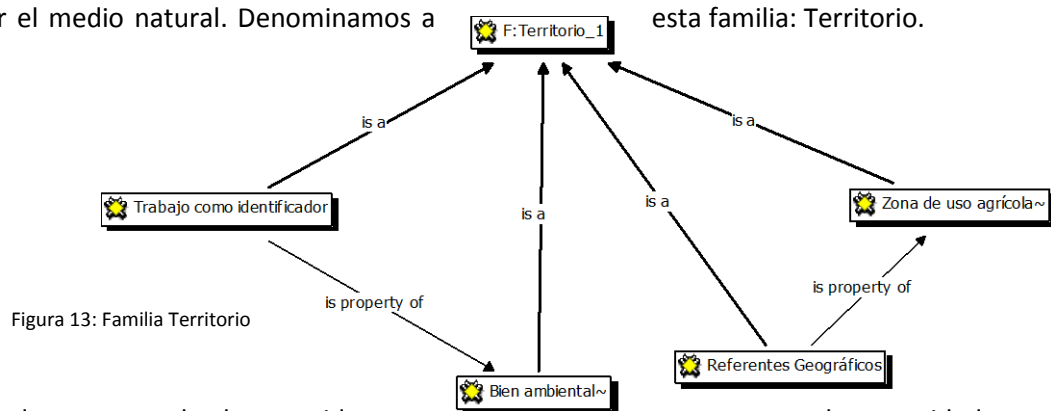 r el medio natural. Denominamos a esta familia: Territorio.
F:Territorio_1
is a
is a
Trabajo como identificador
is a
is a
Zona de uso agrícola~
is property of
is property of
Figura 13: Familia Territorio
Referentes Geográficos
Bien ambiental~